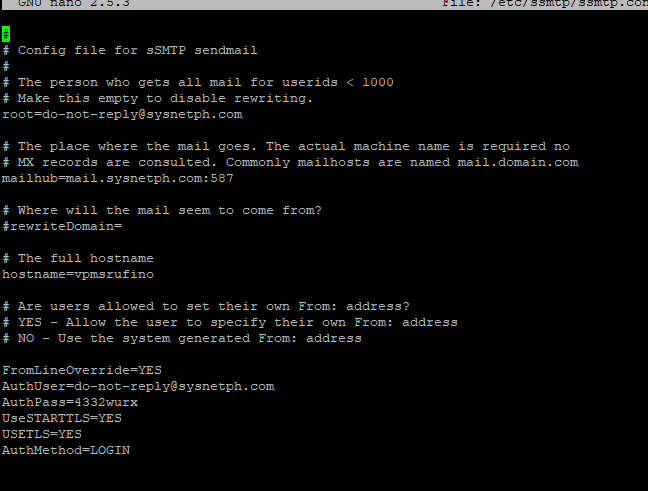 GNU nano 2.5.3 File: /etc/ssmtp/ssmtp.con
#
# Config file for sSMTP sendmail
#
# The person who gets all mail for userids < 1000
# Make this empty to disable rewriting.
root=do-not-reply@sysnetph.com
# The place where the mail goes. The actual machine name is required no
# MX records are consulted. Commonly mailhosts are named mail.domain.com
mailhub=mail.sysnetph.com:587
# Where will the mail seem to come from?
#rewriteDomain=
# The full hostname
hostname=vpmsrufino
# Are users allowed to set their own From: address?
# YES - Allow the user to specify their own From: address
# NO - Use the system generated From: address
FromLineOverride=YES
AuthUser=do-not-reply@sysnetph.com
AuthPass=4332wurx
UseSTARTTLS=YES
USETLS=YES
AuthMethod=LOGIN